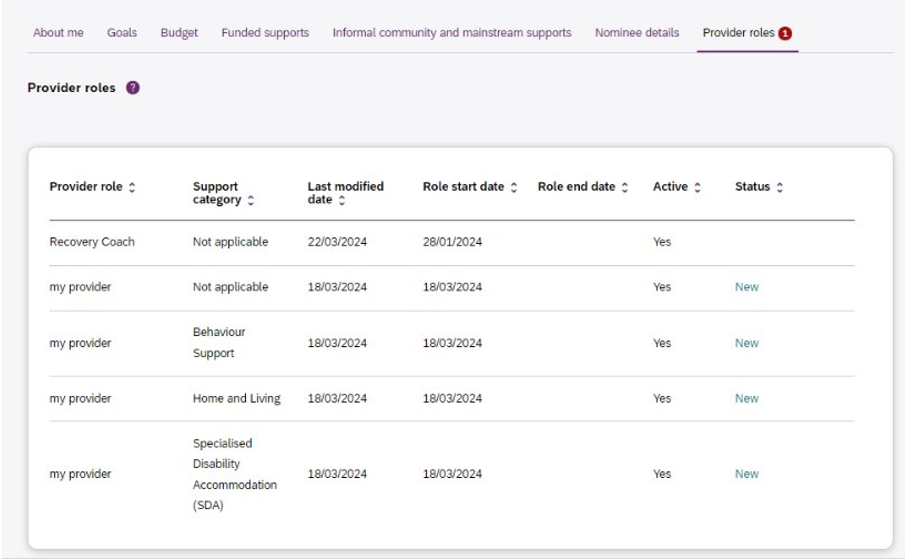 About me Goals Budget Funded supports Informal community and mainstream supports Nominee details Provider roles 1
Provider roles ?
Provider role Support category Last modified date Role start date Role end date Active Status
Recovery Coach Not applicable 22/03/2024 28/01/2024 Yes
my provider Not applicable 18/03/2024 18/03/2024 Yes New
my provider Behaviour Support 18/03/2024 18/03/2024 Yes New
my provider Home and Living 18/03/2024 18/03/2024 Yes New
my provider Specialised Disability Accommodation (SDA) 18/03/2024 18/03/2024 Yes New